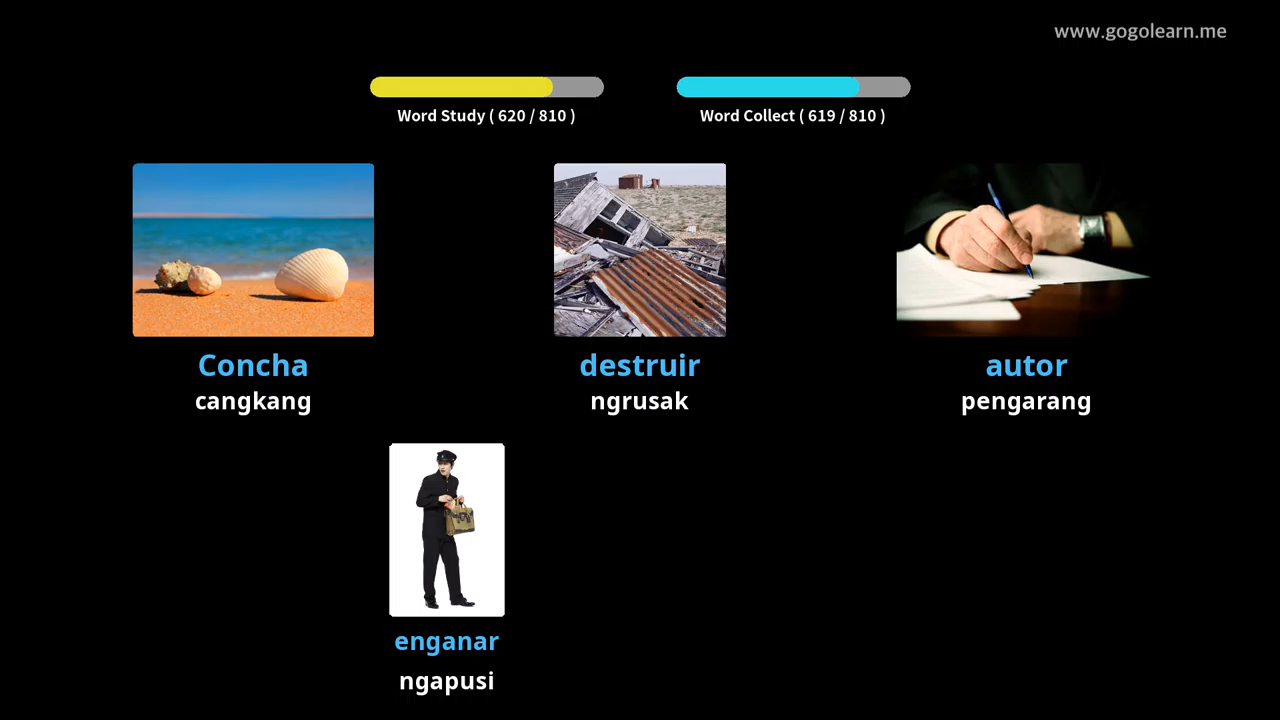 www.gogolearn.me
Word Study ( 620 / 810 )
Word Collect ( 619 / 810 )
Concha
cangkang
destruir
ngrusak
autor
pengarang
enganar
ngapusi